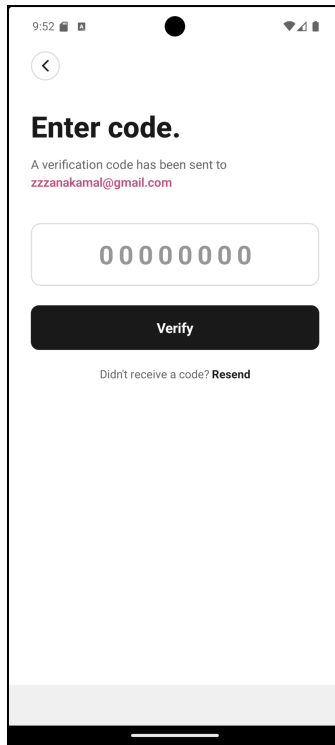 9:52
Enter code.
A verification code has been sent to
zzzanakamal@gmail.com
00000000
Verify
Didn't receive a code? Resend